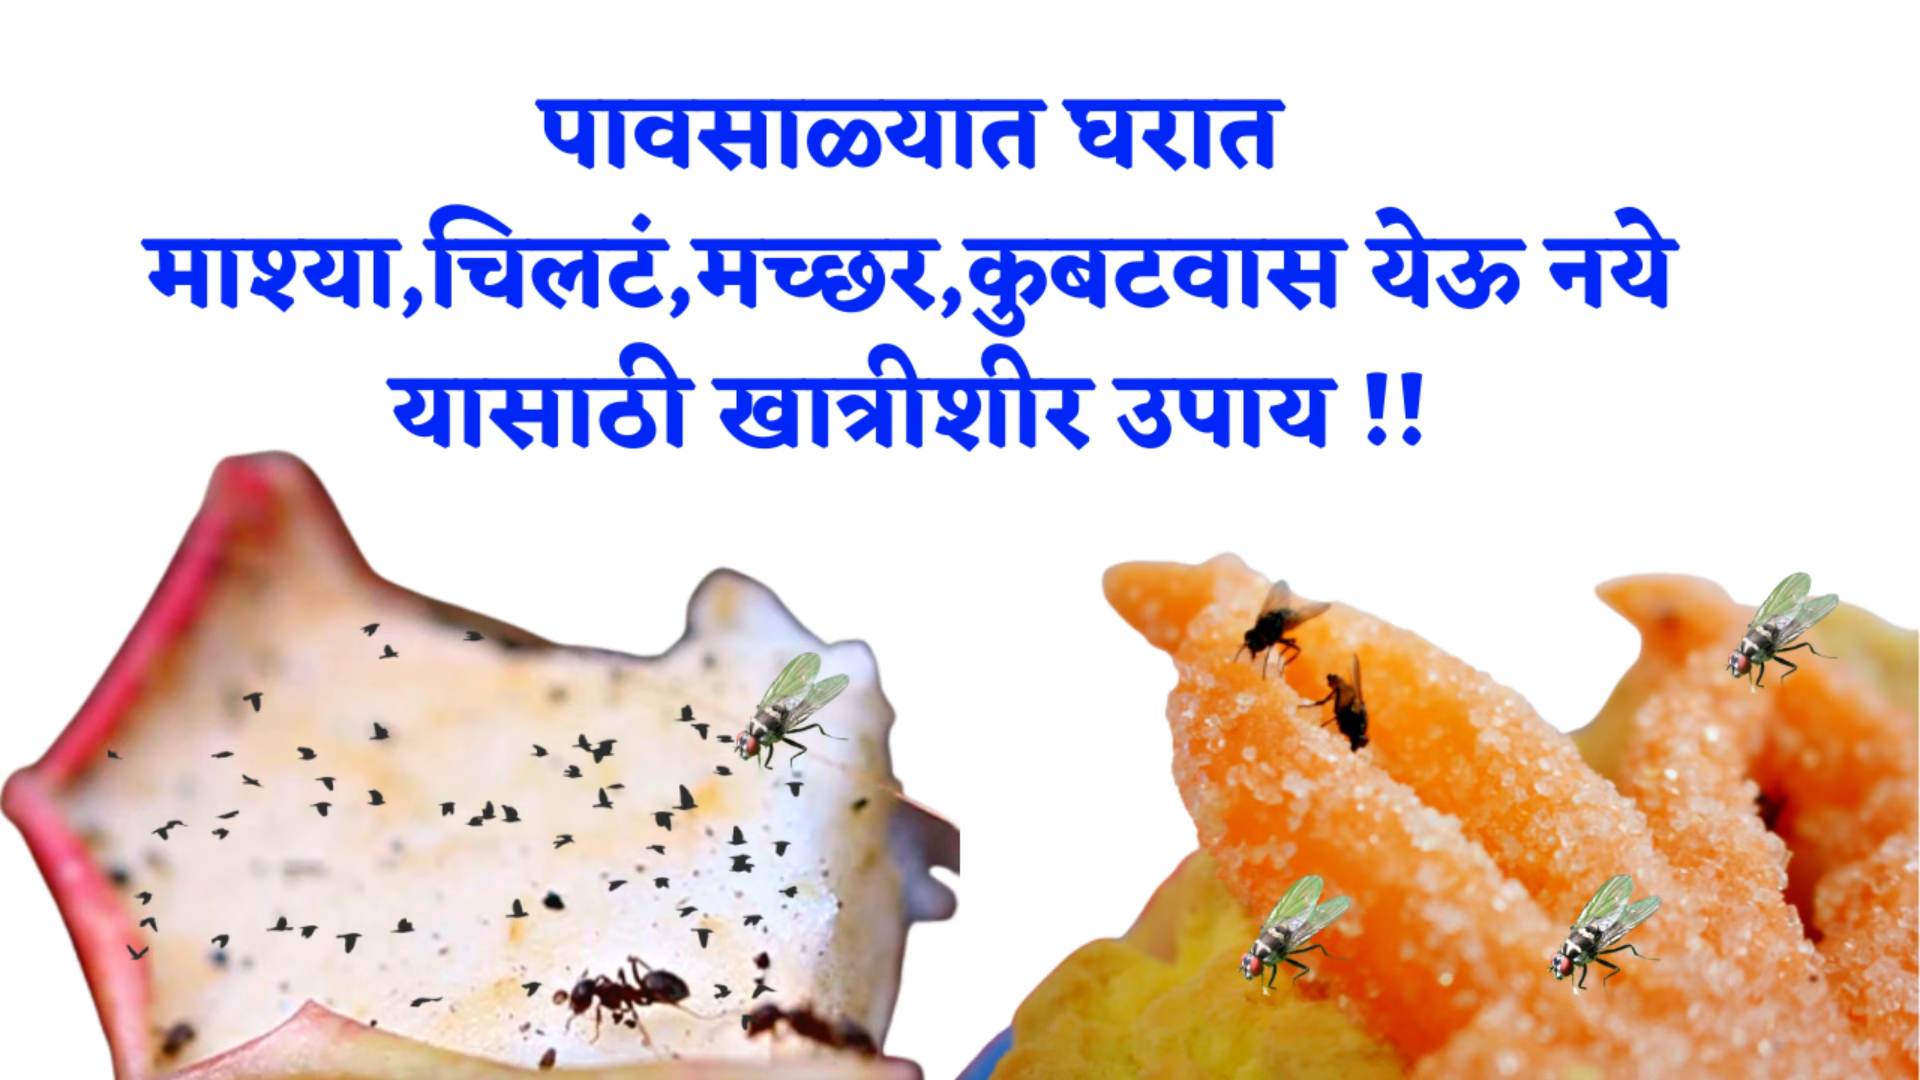 पावसाळ्यात घरात
माश्या,चिलटं,मच्छर,कुबटवास येऊ नये
यासाठी खात्रीशीर उपाय !!